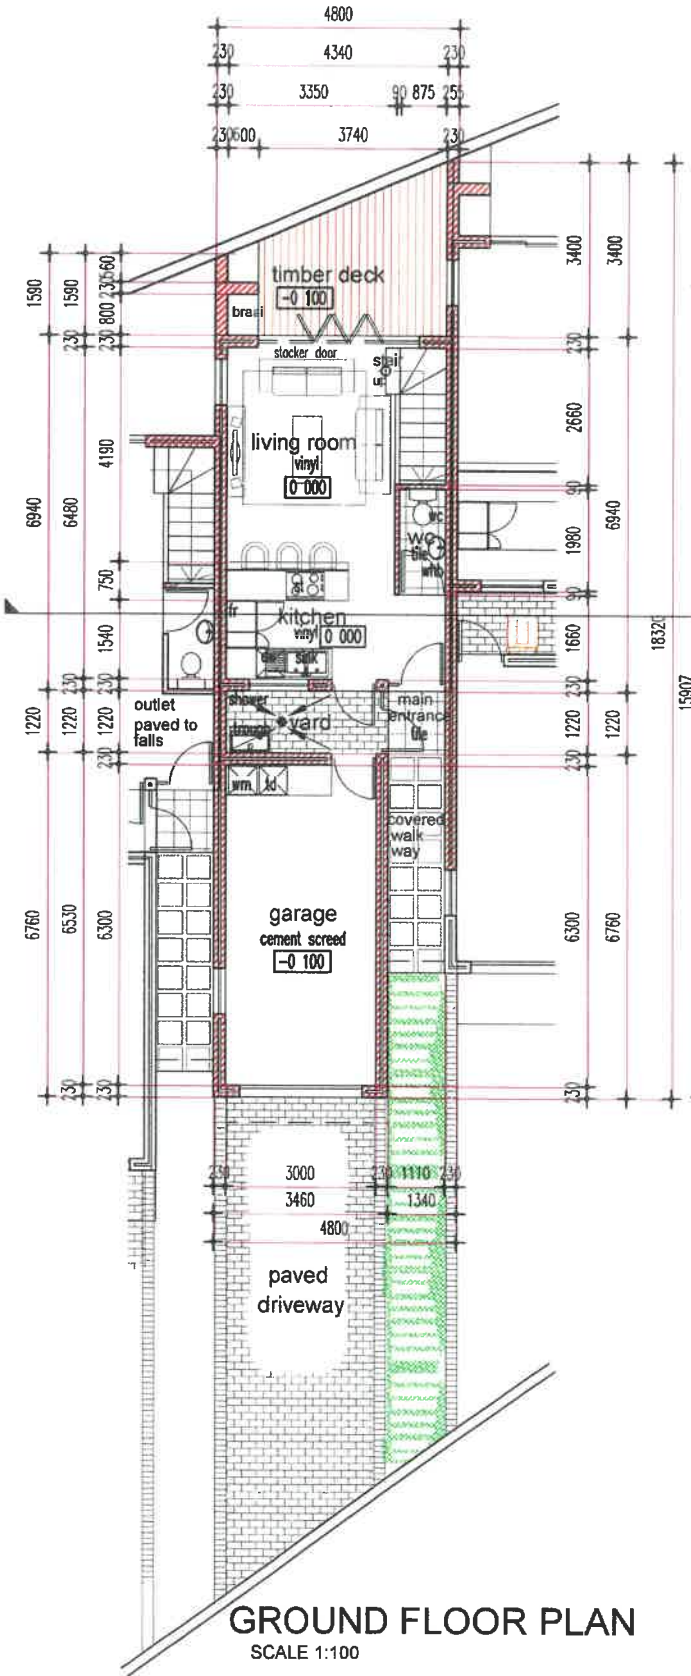 4800
230 4340 230
230 3350 90 875 255
230 600 3740 230
1590 1590 560
230
800
230 230
3400 3400
230
timber deck
-0 100
braai
stacker door
stair
up
living room
vinyl
0 000
4190
6940 6480
750
1540
230 230
2660
90
1980
90
1660
230
6940
18320
15907
wc
wc
tile
whb
st
fr
kitchen
vinyl 0 000
sink
outlet
paved to
falls
1220 1220 1220
230
shower
yard
trough
main
entrance
tile
1220 1220
230
wm td
covered
walk
way
garage
cement screed
-0 100
6760 6530 6300
230 230
6300 6760
230
230 3000 230 1110 230
3460 1340
4800
paved
driveway
GROUND FLOOR PLAN
SCALE 1:100